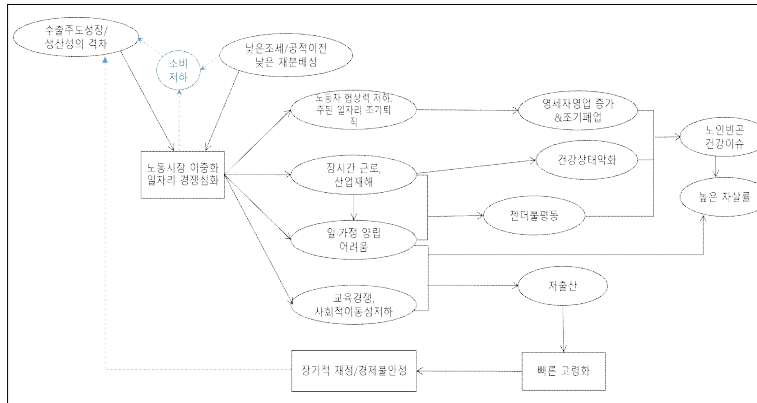 수출주도성장/
생산성의 격차
소비
저하
낮은조세/공적이전
낮은 재분배성
노동자 협상력 저하,
주된 일자리 조기퇴
직
영세자영업 증가
&조기폐업
노인빈곤
건강이슈
노동시장 이중화
일자리 경쟁심화
장시간 근로,
산업재해
건강상태악화
높은 자살률
일·가정 양립
어려움
젠더불평등
교육경쟁,
사회적이동성저하
저출산
장기적 재정/경제불안정
빠른 고령화